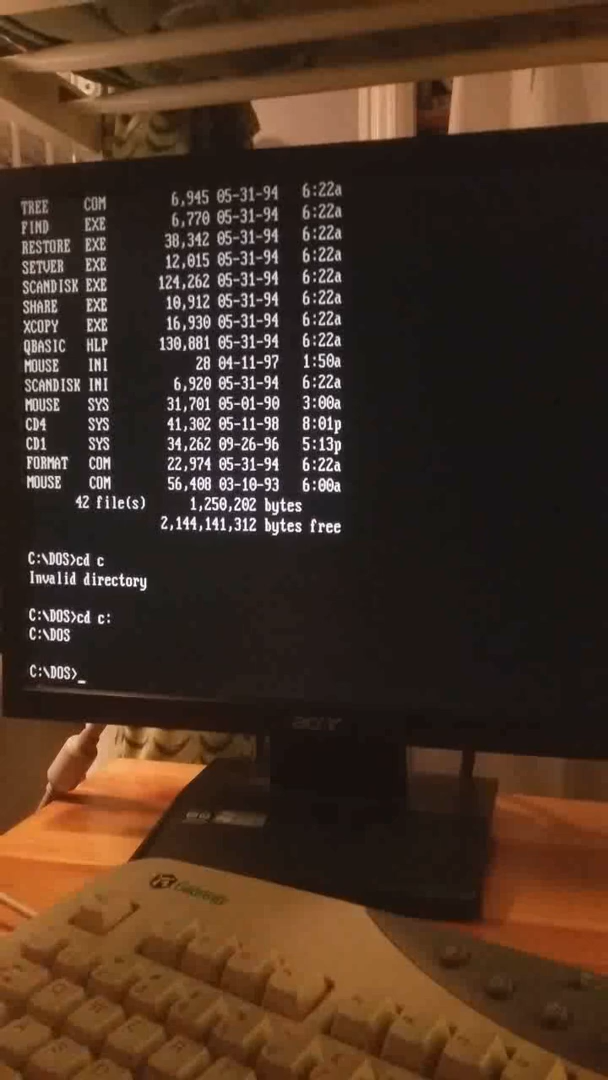 TREE     COM         6,945 05-31-94   6:22a
FIND     EXE         6,770 05-31-94   6:22a
RESTORE  EXE        38,342 05-31-94   6:22a
SETVER   EXE        12,015 05-31-94   6:22a
SCANDISK EXE       124,262 05-31-94   6:22a
SHARE    EXE        10,912 05-31-94   6:22a
XCOPY    EXE        16,930 05-31-94   6:22a
QBASIC   HLP       130,881 05-31-94   6:22a
MOUSE    INI            28 04-11-97   1:50a
SCANDISK INI         6,920 05-31-94   6:22a
MOUSE    SYS        31,701 05-01-90   3:00a
CD4      SYS        41,302 05-11-98   8:01p
CD1      SYS        34,262 09-26-96   5:13p
FORMAT   COM        22,974 05-31-94   6:22a
MOUSE    COM        56,408 03-10-93   6:00a
42 file(s)      1,250,202 bytes
2,144,141,312 bytes free
C:\DOS>cd c
Invalid directory
C:\DOS>cd c:
C:\DOS
C:\DOS>_
acer